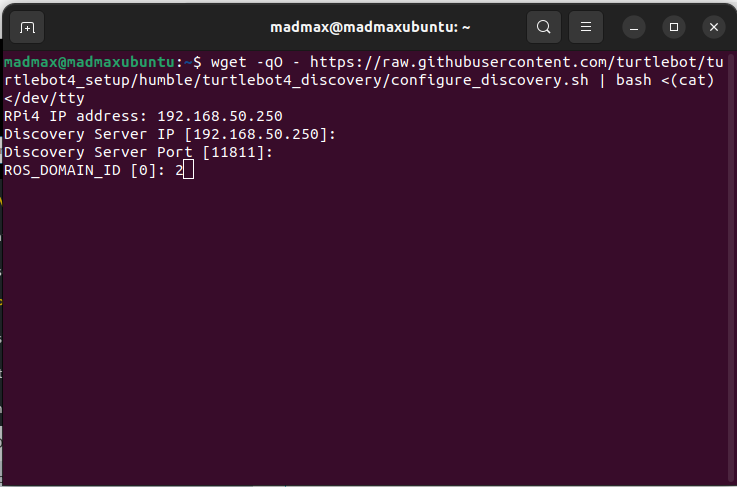 madmax@madmaxubuntu: ~
madmax@madmaxubuntu:~$ wget -qO - https://raw.githubusercontent.com/turtlebot/tu
rtlebot4_setup/humble/turtlebot4_discovery/configure_discovery.sh | bash <(cat)
</dev/tty
RPi4 IP address: 192.168.50.250
Discovery Server IP [192.168.50.250]:
Discovery Server Port [11811]:
ROS_DOMAIN_ID [0]: 2